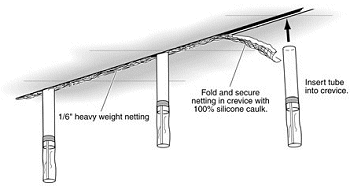 1/6" heavy weight netting
Fold and secure
netting in crevice with
100% silicone caulk.
Insert tube
into crevice.